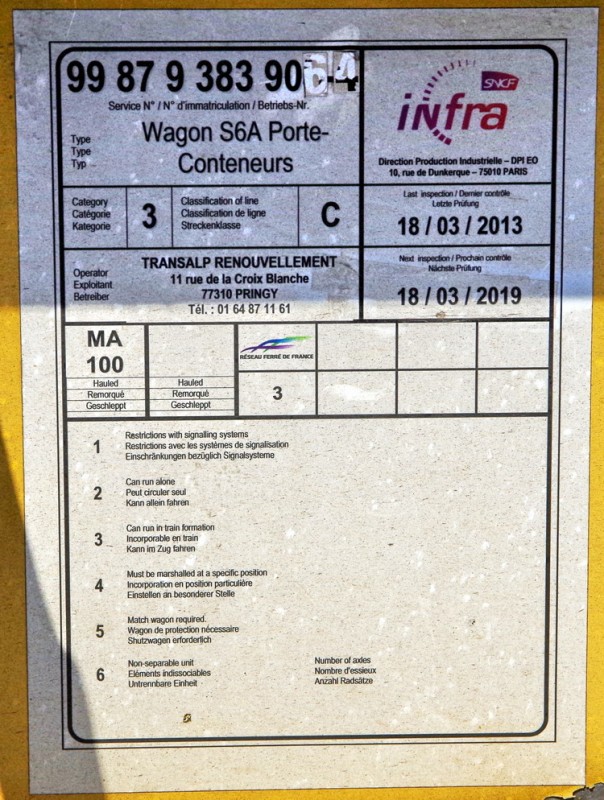 99 87 9 383 906-4
Service N° / N° d'immatriculation / Betriebs-Nr.
Type
Type
Typ
Wagon S6A Porte-
Conteneurs
SNCF
infra
Direction Production Industrielle – DPI EO
10, rue de Dunkerque – 75010 PARIS
Category
Catégorie
Kategorie
3
Classification of line
Classification de ligne
Streckenklasse
C
Last inspection / Dernier contrôle
Letzte Prüfung
18 / 03 / 2013
Operator
Exploitant
Betreiber
TRANSALP RENOUVELLEMENT
11 rue de la Croix Blanche
77310 PRINGY
Tél. : 01 64 87 11 61
Next inspection / Prochain contrôle
Nächste Prüfung
18 / 03 / 2019
MA
100
Hauled
Remorqué
Geschleppt
Hauled
Remorqué
Geschleppt
RÉSEAU FERRÉ DE FRANCE
3
1
Restrictions with signalling systems
Restrictions avec les systèmes de signalisation
Einschränkungen bezüglich Signalsysteme
2
Can run alone
Peut circuler seul
Kann allein fahren
3
Can run in train formation
Incorporable en train
Kann im Zug fahren
4
Must be marshalled at a specific position
Incorporation en position particulière
Einstellen an besonderer Stelle
5
Match wagon required.
Wagon de protection nécessaire
Shutzwagen erforderlich
6
Non-separable unit
Eléments indissociables
Untrennbare Einheit
Number of axles
Nombre d'essieux
Anzahl Radsätze